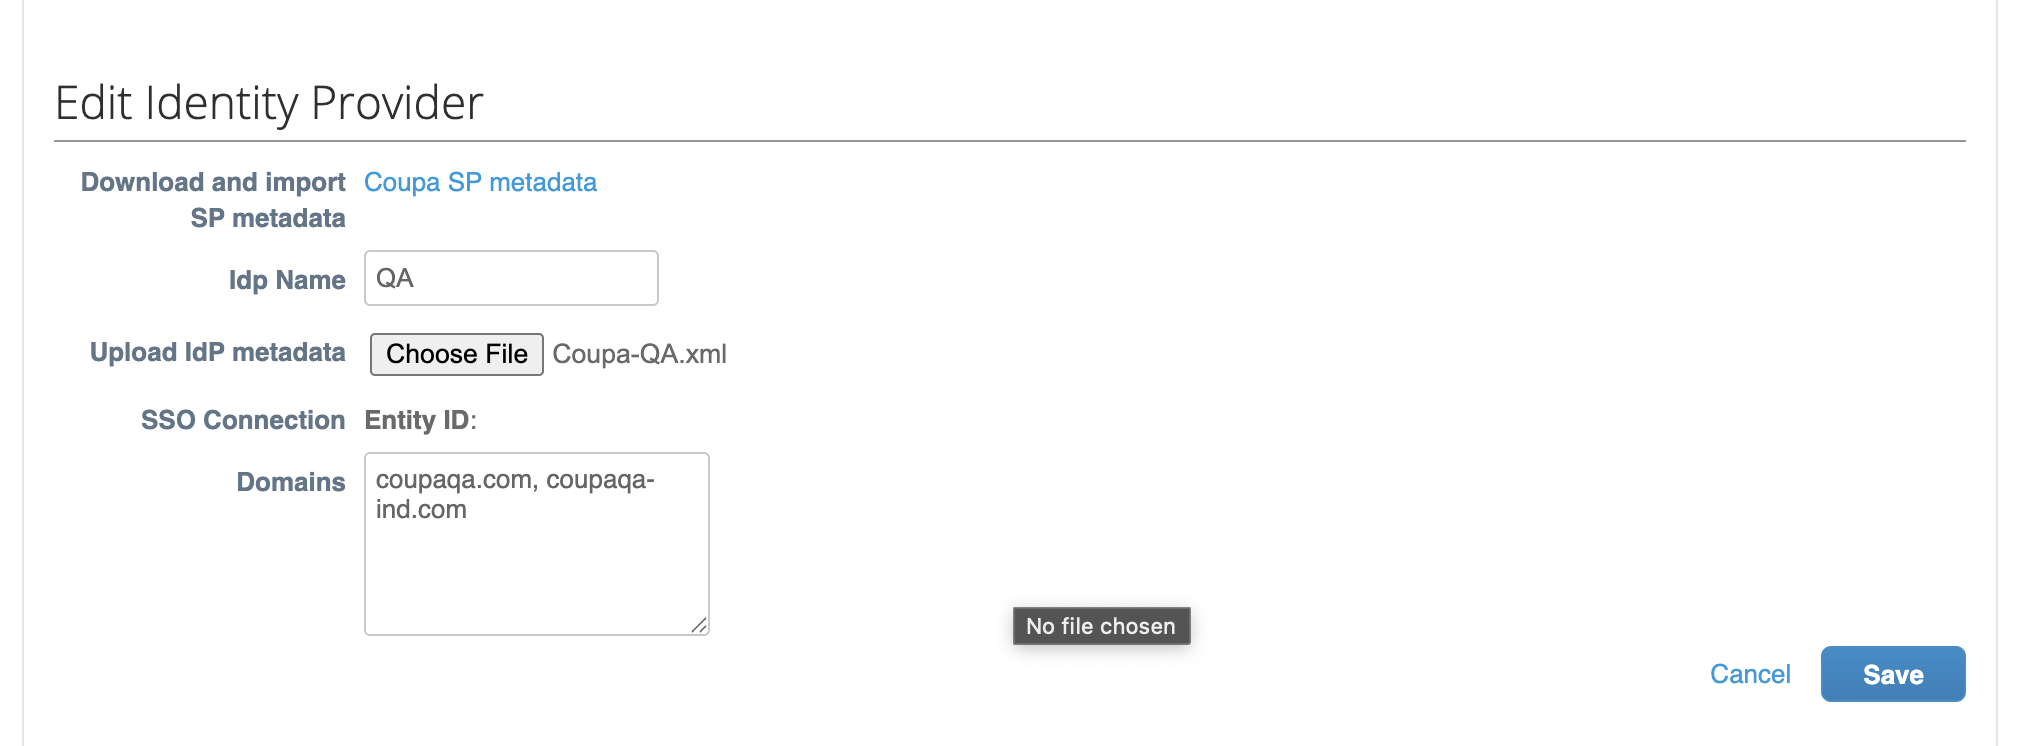 Edit Identity Provider
Download and import Coupa SP metadata
SP metadata
Idp Name QA
Upload IdP metadata Choose File Coupa-QA.xml
SSO Connection Entity ID:
Domains coupaqa.com, coupaqa-
ind.com
No file chosen
Cancel Save